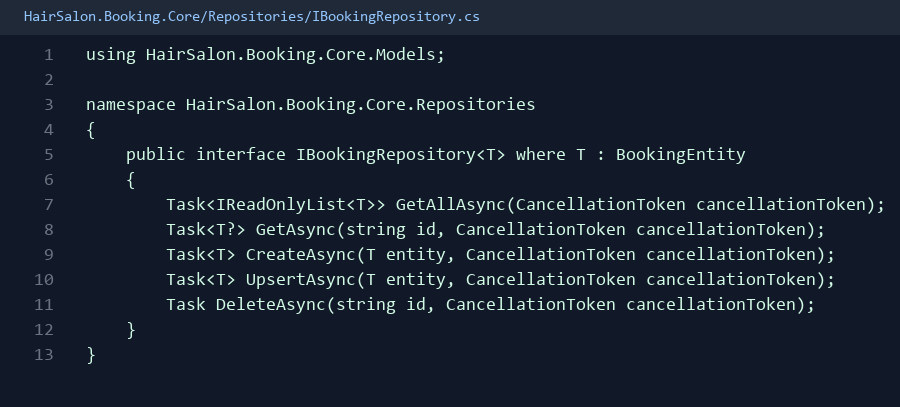 HairSalon.Booking.Core/Repositories/IBookingRepository.cs
1 using HairSalon.Booking.Core.Models;
2
3 namespace HairSalon.Booking.Core.Repositories
4 {
5     public interface IBookingRepository<T> where T : BookingEntity
6     {
7         Task<IReadOnlyList<T>> GetAllAsync(CancellationToken cancellationToken);
8         Task<T?> GetAsync(string id, CancellationToken cancellationToken);
9         Task<T> CreateAsync(T entity, CancellationToken cancellationToken);
10         Task<T> UpsertAsync(T entity, CancellationToken cancellationToken);
11         Task DeleteAsync(string id, CancellationToken cancellationToken);
12     }
13 }